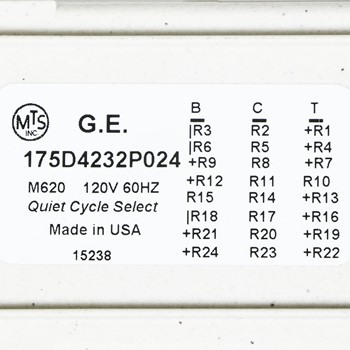 MTS
INC
G.E.
175D4232P024
M620 120V 60HZ
Quiet Cycle Select
Made in USA
15238
B C T
|R3 R2 +R1
|R6 R5 +R4
+R9 R8 +R7
+R12 R11 R10
R15 R14 +R13
|R18 R17 +R16
+R21 R20 +R19
+R24 R23 +R22